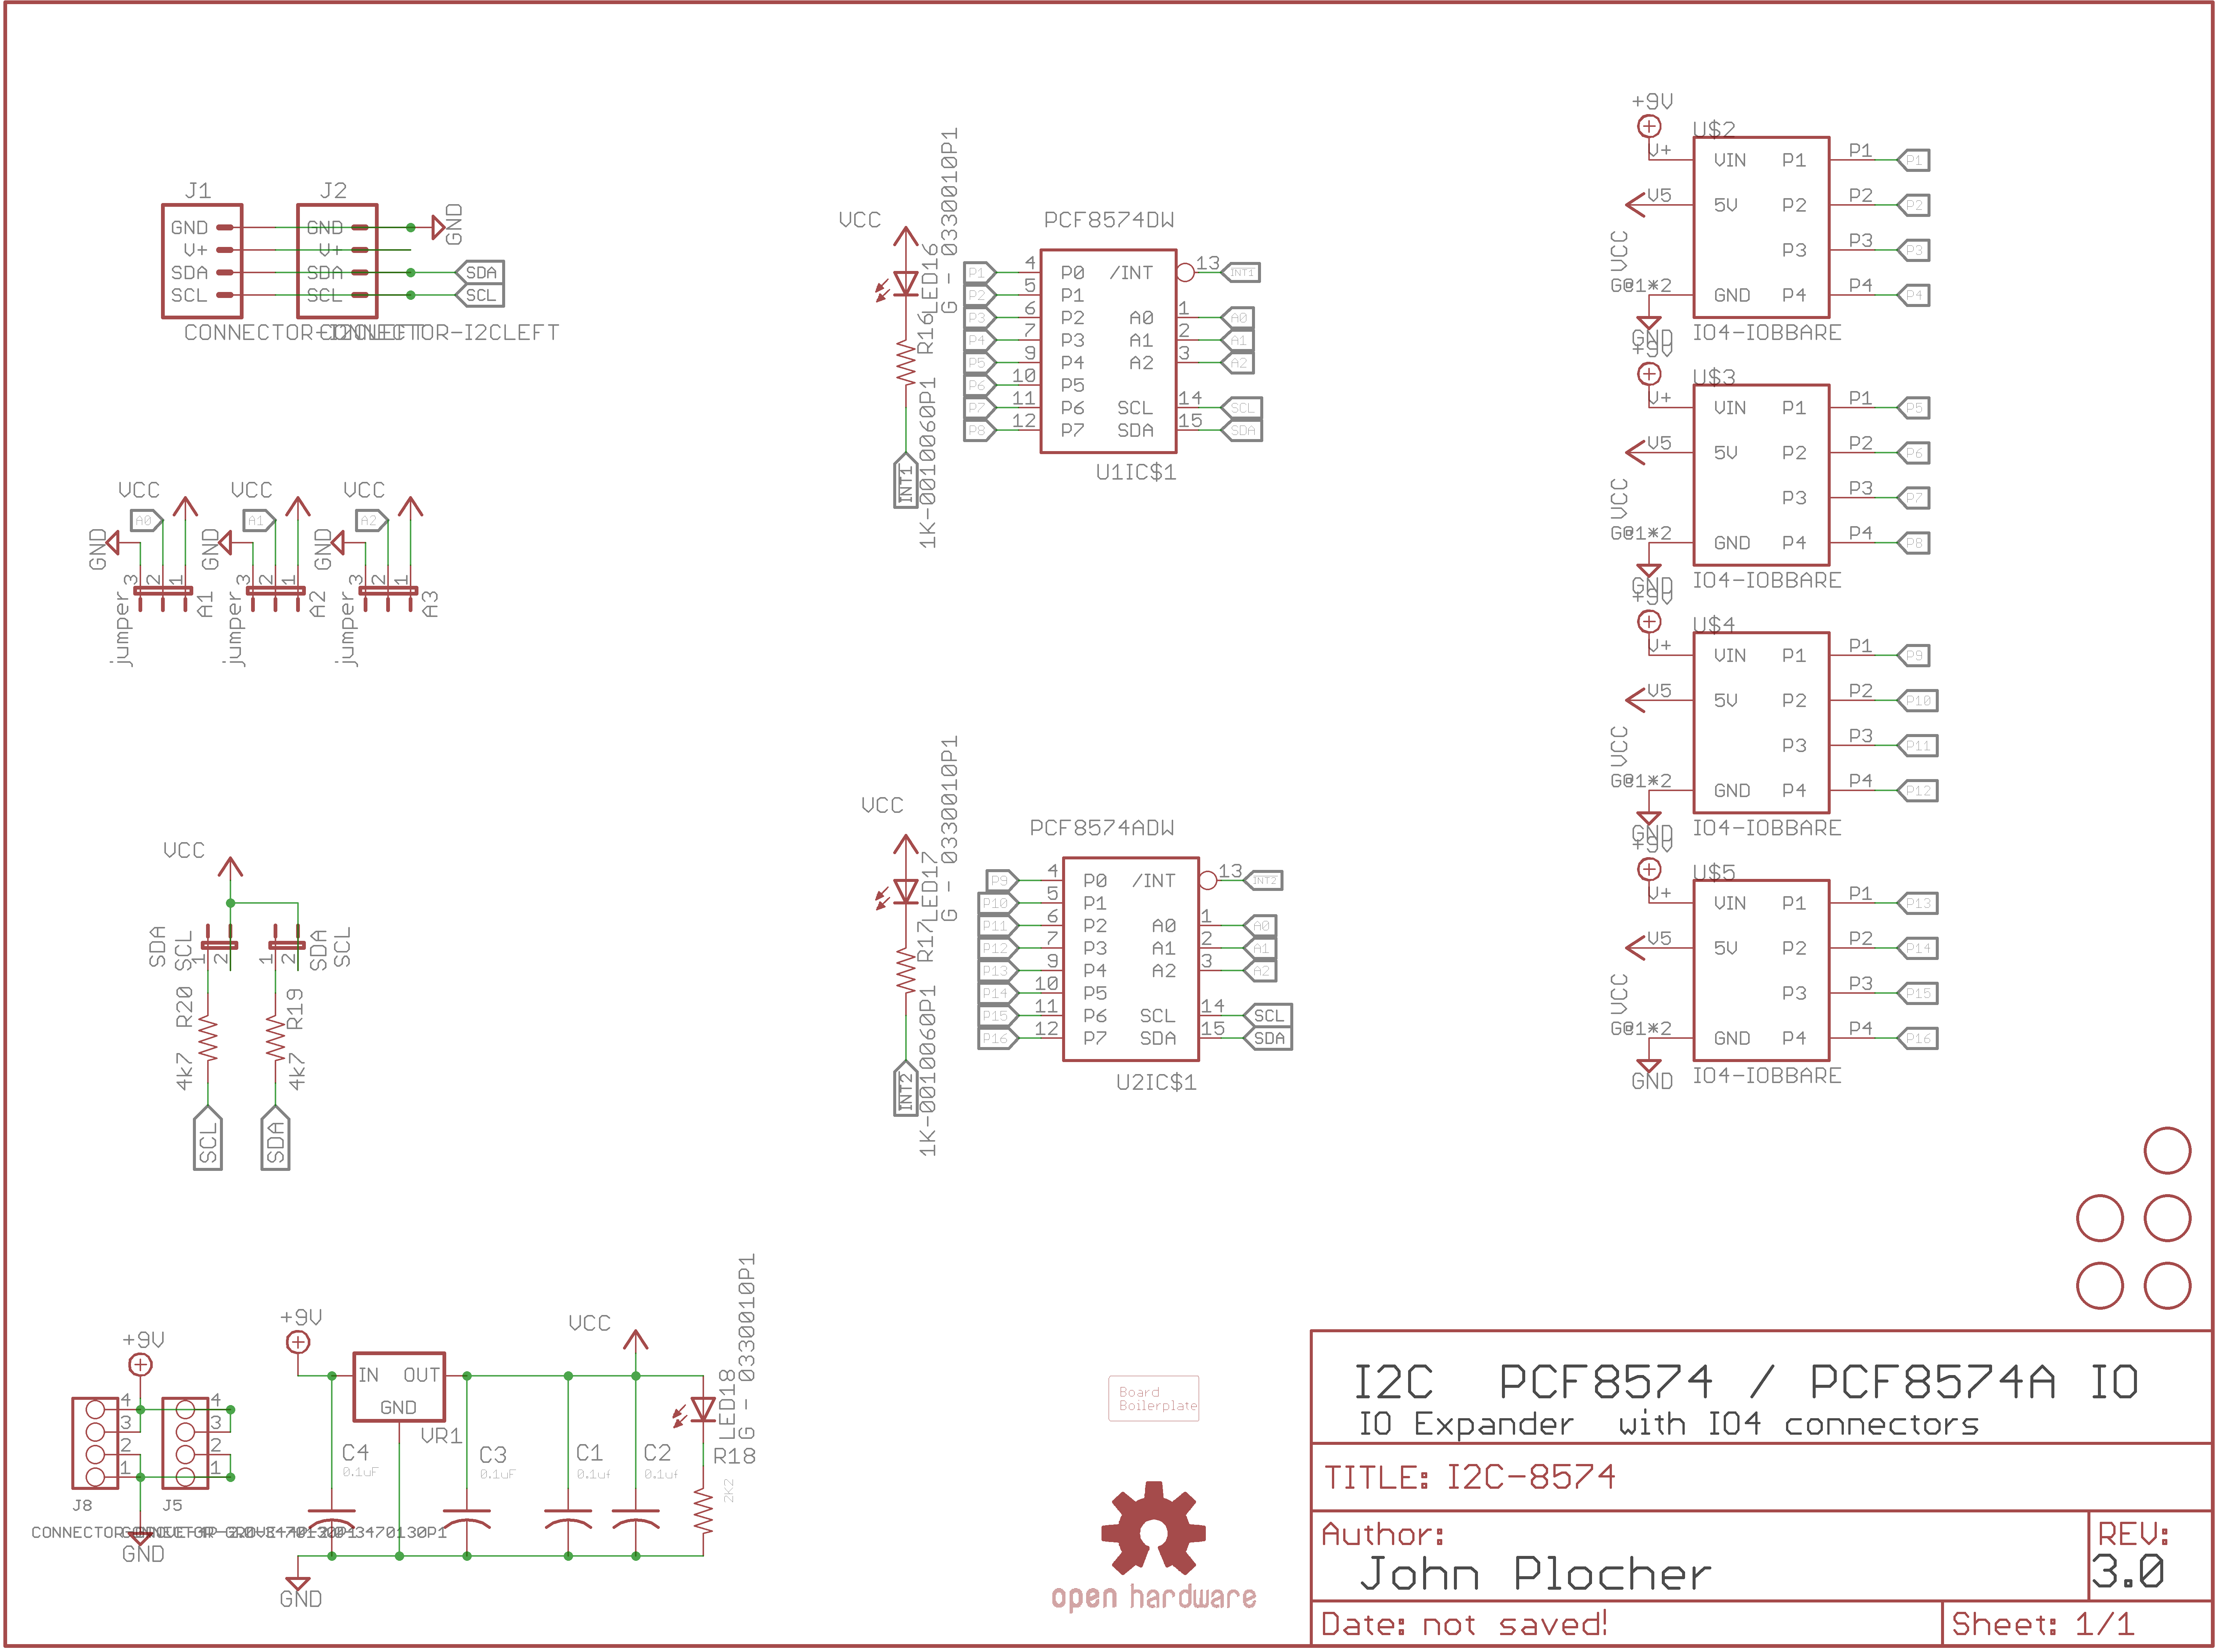 J1
GND
V+
SDA
SCL
J2
GND
V+
SDA
SCL
GND
SDA
SCL
CONNECTOR-I2CLEFT
VCC
A0
GND
3
2
1
jumper
A1
VCC
A1
GND
3
2
1
jumper
A2
VCC
A2
GND
3
2
1
jumper
A3
VCC
SDA
SCL
1
2
1
2
SDA
SCL
R20
4k7
R19
4k7
SCL
SDA
+9V
4
3
2
1
J8
4
3
2
1
J5
GND
+9V
IN OUT
GND
VR1
C4
0.1uF
C3
0.1uF
C1
0.1uf
C2
0.1uf
VCC
LED18
G - 0330010P1
R18
2K2
GND
VCC
LED16
G - 0330010P1
R16
1K-0010060P1
INT1
PCF8574DW
P1 4 P0
P2 5 P1
P3 6 P2
P4 7 P3
P5 9 P4
P6 10 P5
P7 11 P6
P8 12 P7
/INT 13 INT1
A0 1 A0
A1 2 A1
A2 3 A2
SCL 14 SCL
SDA 15 SDA
U1IC$1
VCC
LED17
G - 0330010P1
R17
1K-0010060P1
INT2
PCF8574ADW
P9 4 P0
P10 5 P1
P11 6 P2
P12 7 P3
P13 9 P4
P14 10 P5
P15 11 P6
P16 12 P7
/INT 13 INT2
A0 1 A0
A1 2 A1
A2 3 A2
SCL 14 SCL
SDA 15 SDA
U2IC$1
+9V
U$2
V+ VIN P1 P1 P1
V5 5V P2 P2 P2
VCC
P3 P3 P3
G@1*2 GND P4 P4 P4
GND
IO4-IOBBARE
+9V
U$3
V+ VIN P1 P1 P5
V5 5V P2 P2 P6
VCC
P3 P3 P7
G@1*2 GND P4 P4 P8
GND
IO4-IOBBARE
+9V
U$4
V+ VIN P1 P1 P9
V5 5V P2 P2 P10
VCC
P3 P3 P11
G@1*2 GND P4 P4 P12
GND
IO4-IOBBARE
+9V
U$5
V+ VIN P1 P1 P13
V5 5V P2 P2 P14
VCC
P3 P3 P15
G@1*2 GND P4 P4 P16
GND
IO4-IOBBARE
Board
Boilerplate
open hardware
I2C PCF8574 / PCF8574A IO
IO Expander with IO4 connectors
TITLE: I2C-8574
Author:
John Plocher
REV:
3.0
Date: not saved!
Sheet: 1/1